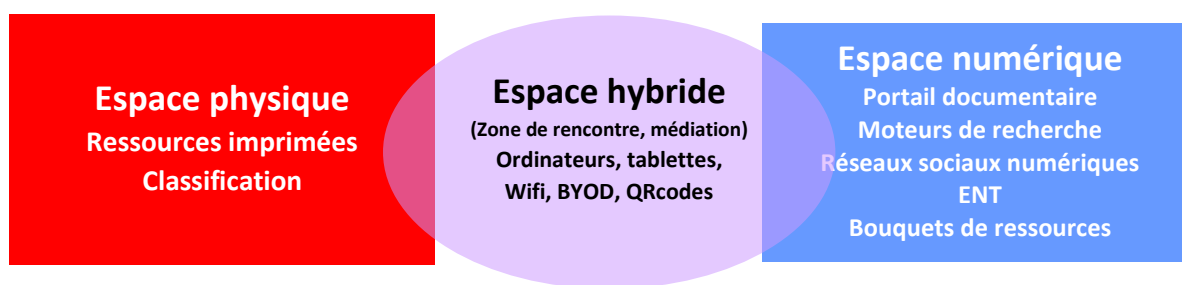 Espace physique
Ressources imprimées
Classification
Espace hybride
(Zone de rencontre, médiation)
Ordinateurs, tablettes,
Wifi, BYOD, QRcodes
Espace numérique
Portail documentaire
Moteurs de recherche
Réseaux sociaux numériques
ENT
Bouquets de ressources